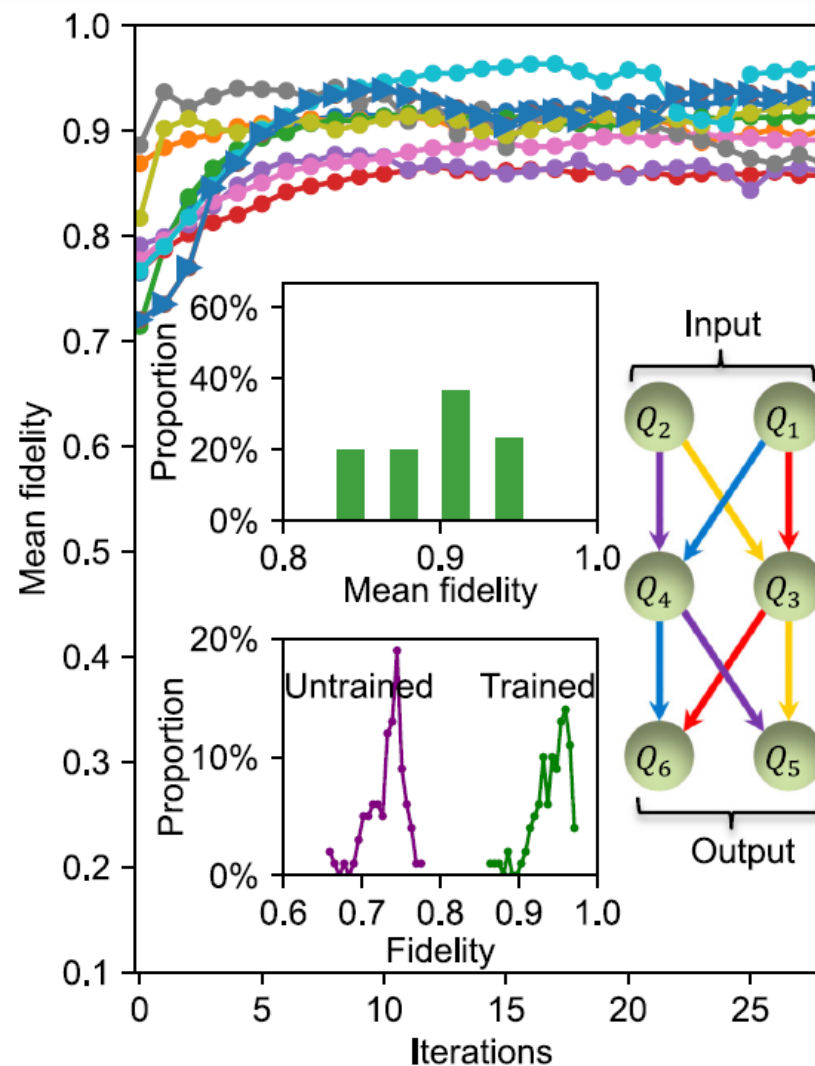 1.0
0.9
0.8
0.7
0.6
0.5
0.4
0.3
0.2
0.1
Mean fidelity
0
5
10
15
20
25
Iterations
60%
40%
20%
0%
Proportion
0.8
0.9
1.0
Mean fidelity
20%
10%
0%
Proportion
Untrained
Trained
0.6
0.7
0.8
0.9
1.0
Fidelity
Input
Q₂ Q₁
Q₄ Q₃
Q₆ Q₅
Output